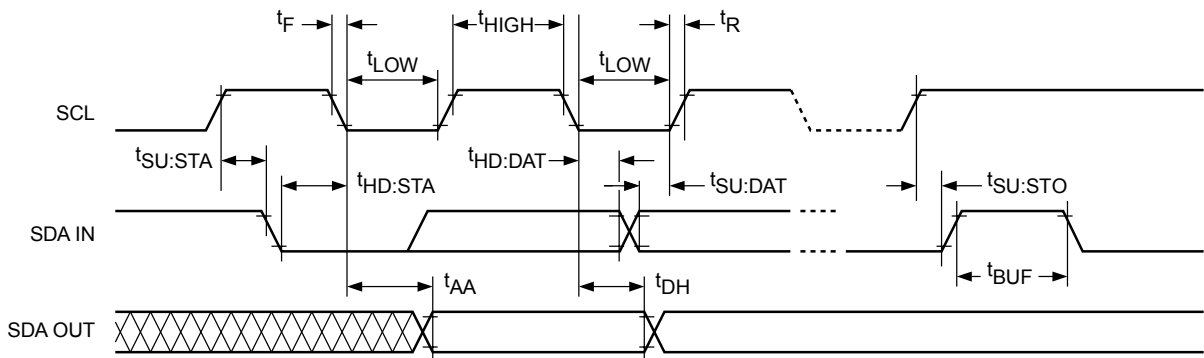 tF
tHIGH
tR
tLOW
tLOW
SCL
tSU:STA
tHD:STA
tHD:DAT
tSU:DAT
tSU:STO
SDA IN
tAA
tDH
tBUF
SDA OUT